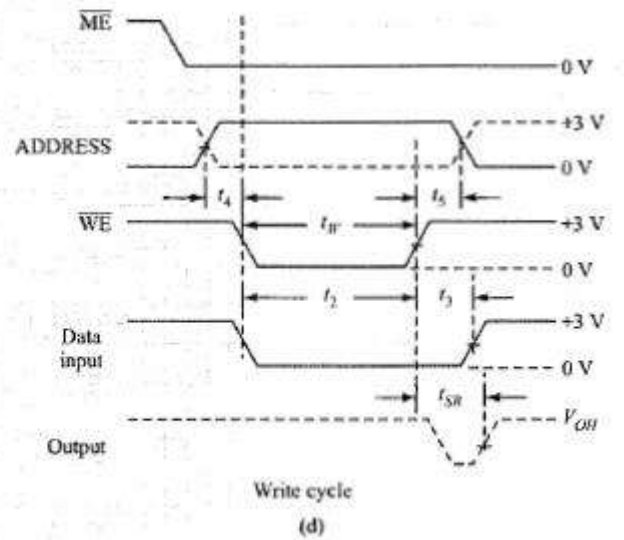 ME
0 V
+3 V
ADDRESS
0 V
t4
t5
WE
tW
+3 V
0 V
t2
t3
Data
input
+3 V
0 V
tSR
VOH
Output
Write cycle
(d)